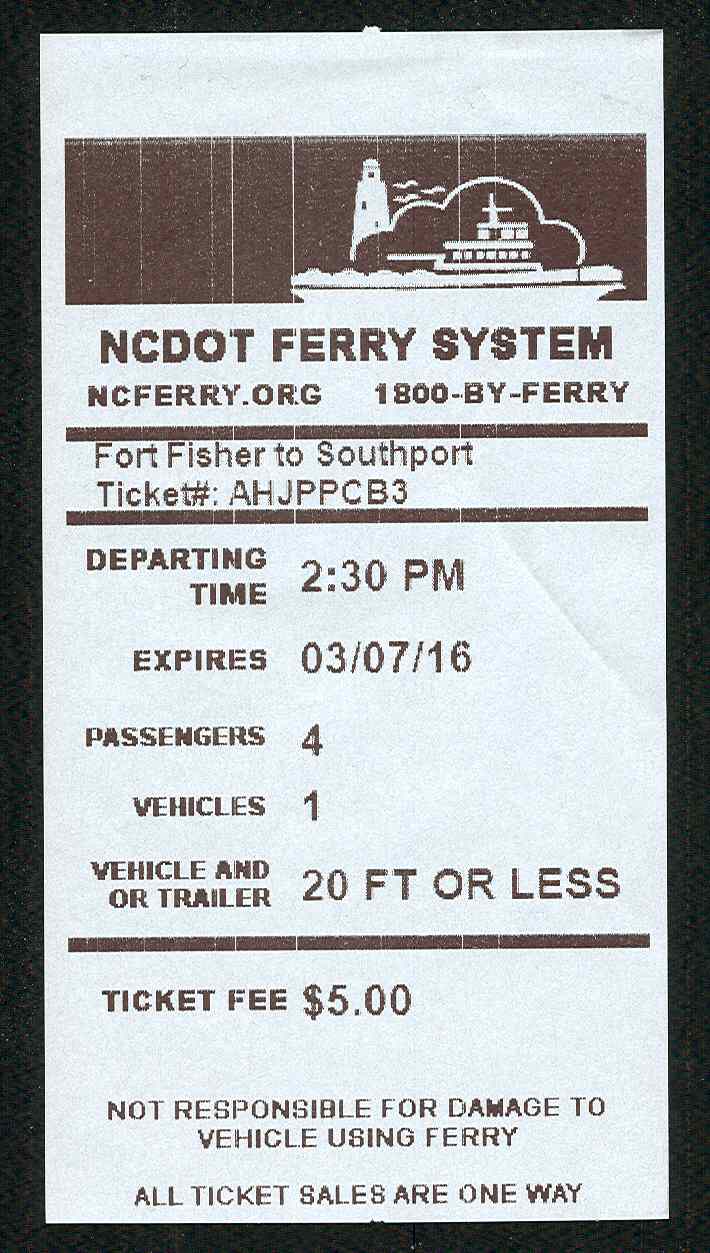 NCDOT FERRY SYSTEM
NCFERRY.ORG 1800-BY-FERRY
Fort Fisher to Southport
Ticket#: AHJPPCB3
DEPARTING TIME 2:30 PM
EXPIRES 03/07/16
PASSENGERS 4
VEHICLES 1
VEHICLE AND OR TRAILER 20 FT OR LESS
TICKET FEE $5.00
NOT RESPONSIBLE FOR DAMAGE TO
VEHICLE USING FERRY
ALL TICKET SALES ARE ONE WAY